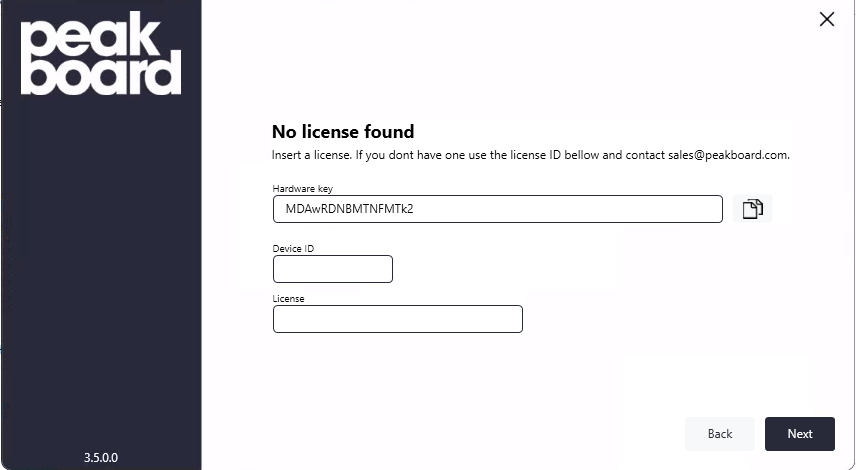 peak
board
No license found
Insert a license. If you dont have one use the license ID bellow and contact sales@peakboard.com.
Hardware key
MDAwRDNBMTNFMTk2
Device ID
License
Back
Next
3.5.0.0